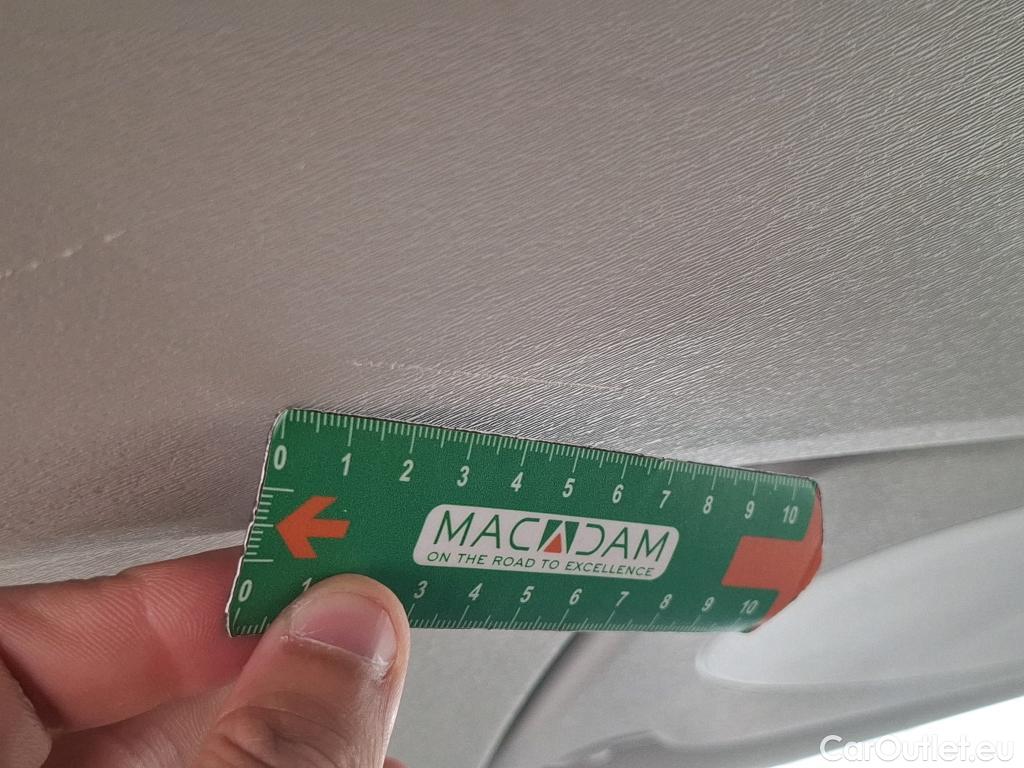 0 1 2 3 4 5 6 7 8 9 10
MACADAM
ON THE ROAD TO EXCELLENCE
0 1 3 4 5 6 7 8 9 10
CarOutlet.eu